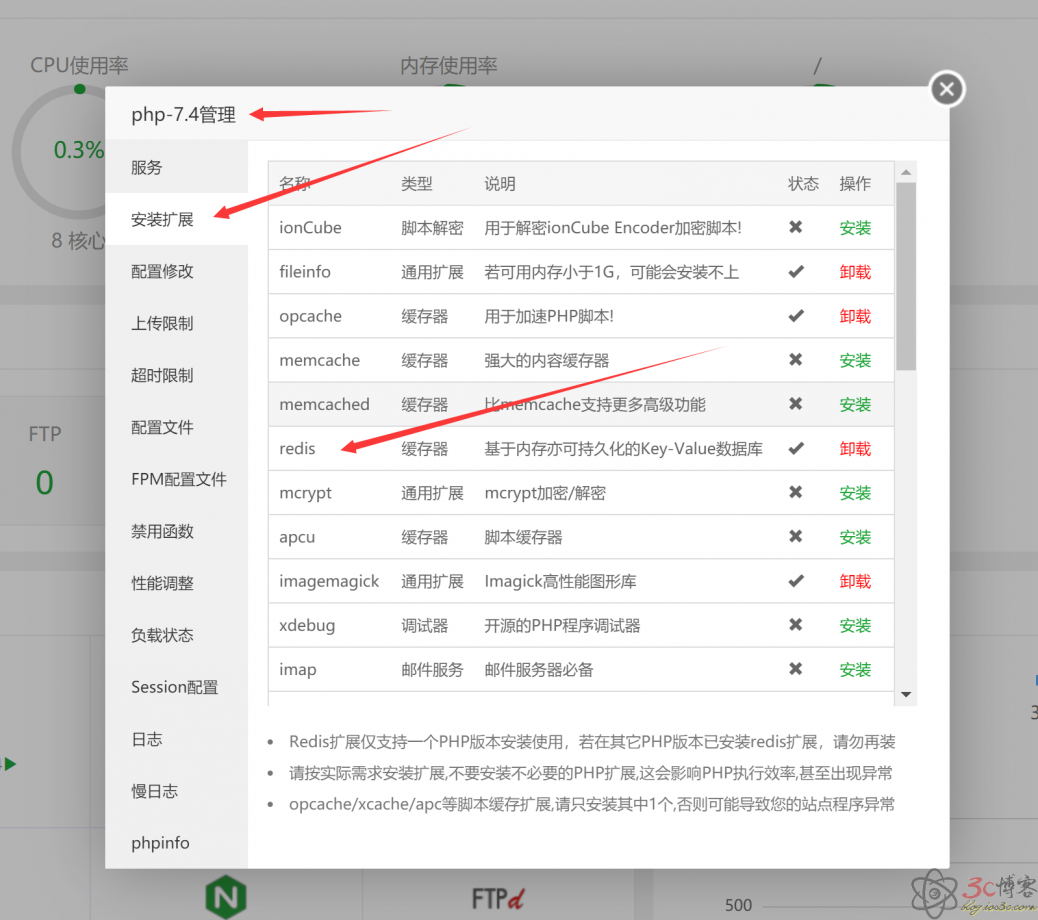 CPU使用率 内存使用率 /
0.3%
8 核心
FTP
0
php-7.4管理
服务
安装扩展
配置修改
上传限制
超时限制
配置文件
FPM配置文件
禁用函数
性能调整
负载状态
Session配置
日志
慢日志
phpinfo
名称 类型 说明 状态 操作
ionCube 脚本解密 用于解密ionCube Encoder加密脚本! 安装
fileinfo 通用扩展 若可用内存小于1G，可能会安装不上 卸载
opcache 缓存器 用于加速PHP脚本! 卸载
memcache 缓存器 强大的内容缓存器 安装
memcached 缓存器 比memcache支持更多高级功能 安装
redis 缓存器 基于内存亦可持久化的Key-Value数据库 卸载
mcrypt 通用扩展 mcrypt加密/解密 安装
apcu 缓存器 脚本缓存器 安装
imagemagick 通用扩展 Imagick高性能图形库 卸载
xdebug 调试器 开源的PHP程序调试器 安装
imap 邮件服务 邮件服务器必备 安装
Redis扩展仅支持一个PHP版本安装使用，若在其它PHP版本已安装redis扩展，请勿再装
请按实际需求安装扩展,不要安装不必要的PHP扩展,这会影响PHP执行效率,甚至出现异常
opcache/xcache/apc等脚本缓存扩展,请只安装其中1个,否则可能导致您的站点程序异常
3
N
FTPd
500
3c博客